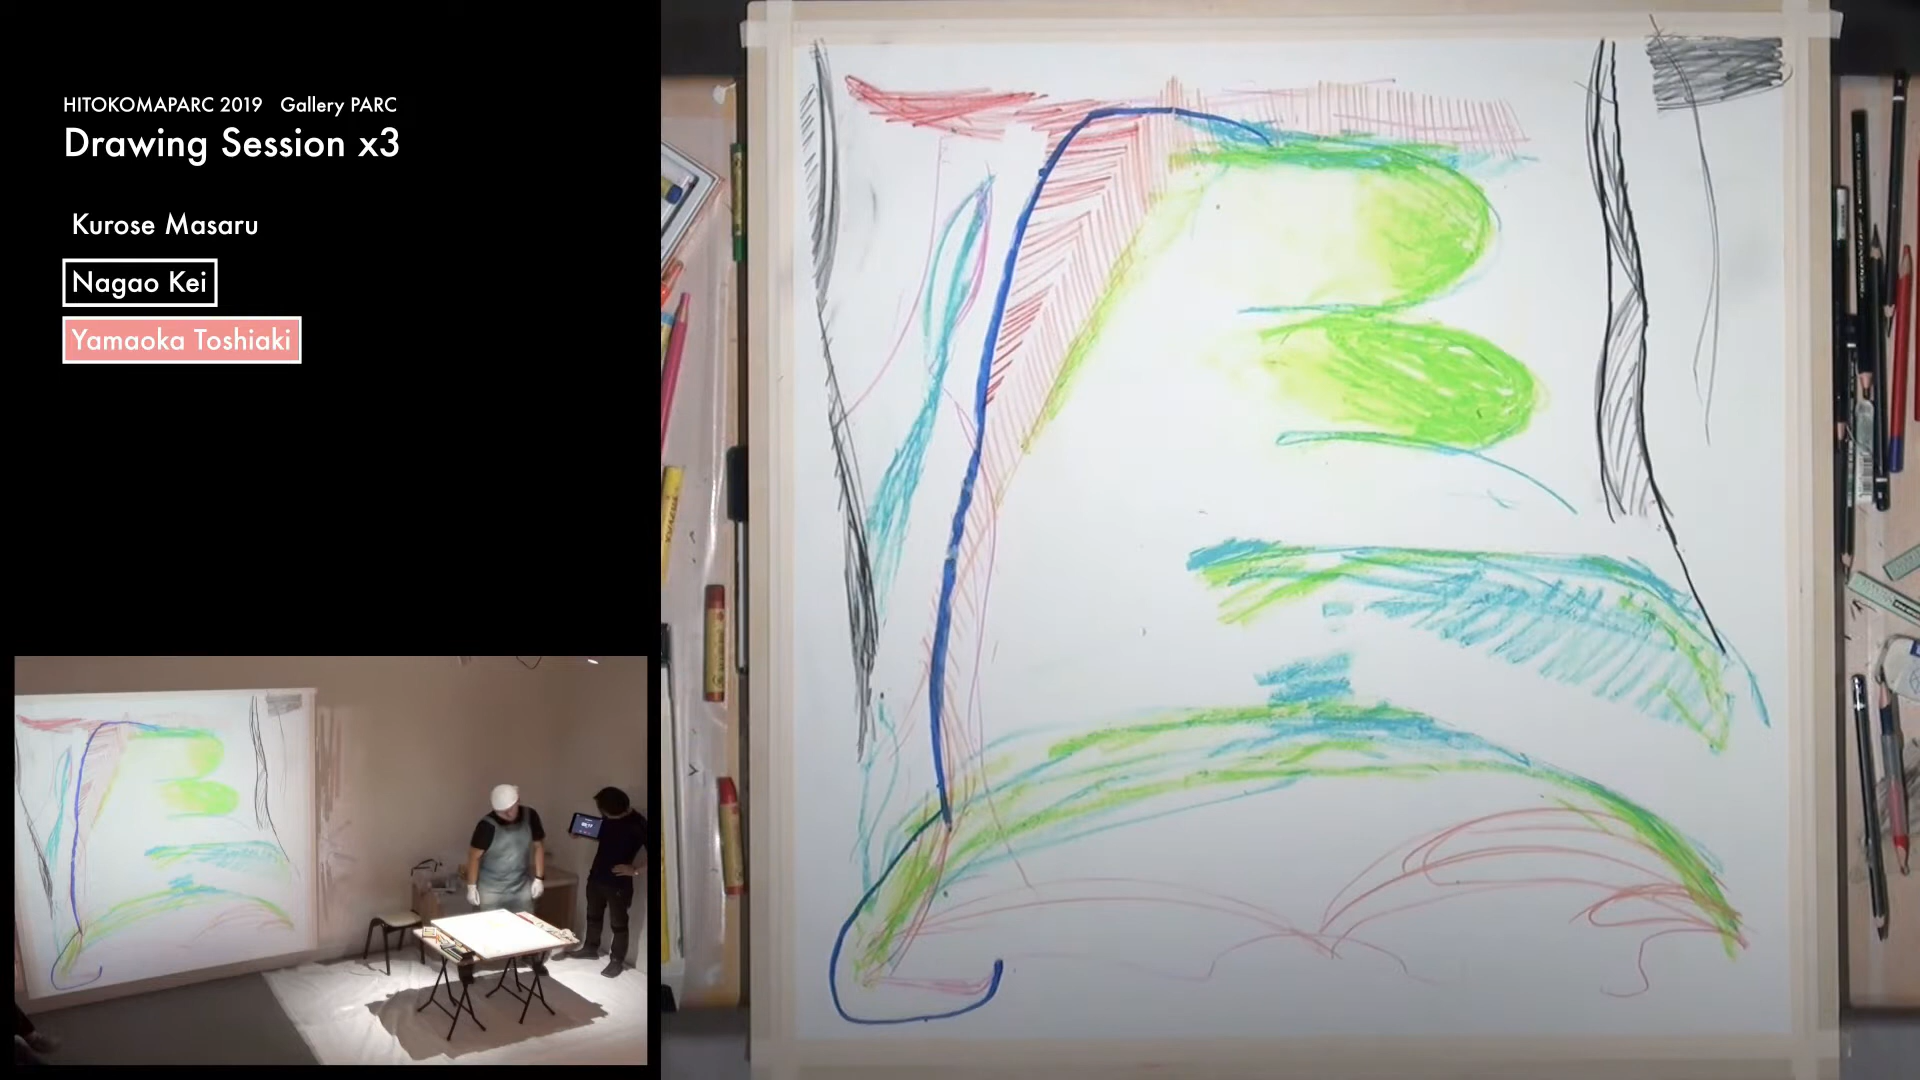 HITOKOMAPARC 2019 Gallery PARC
Drawing Session x3
Kurose Masaru
Nagao Kei
Yamaoka Toshiaki